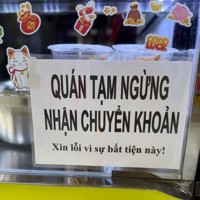 QUÁN TẠM NGỪNG
NHẬN CHUYỂN KHOẢN
Xin lỗi vì sự bất tiện này!